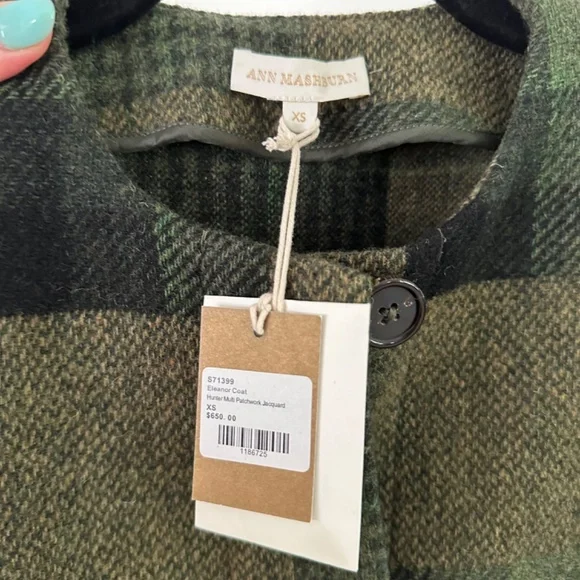 ANN MASHBURN
XS
S71399
Eleanor Coat
Hunter Multi Patchwork Jacquard
XS
$650.00
1186725